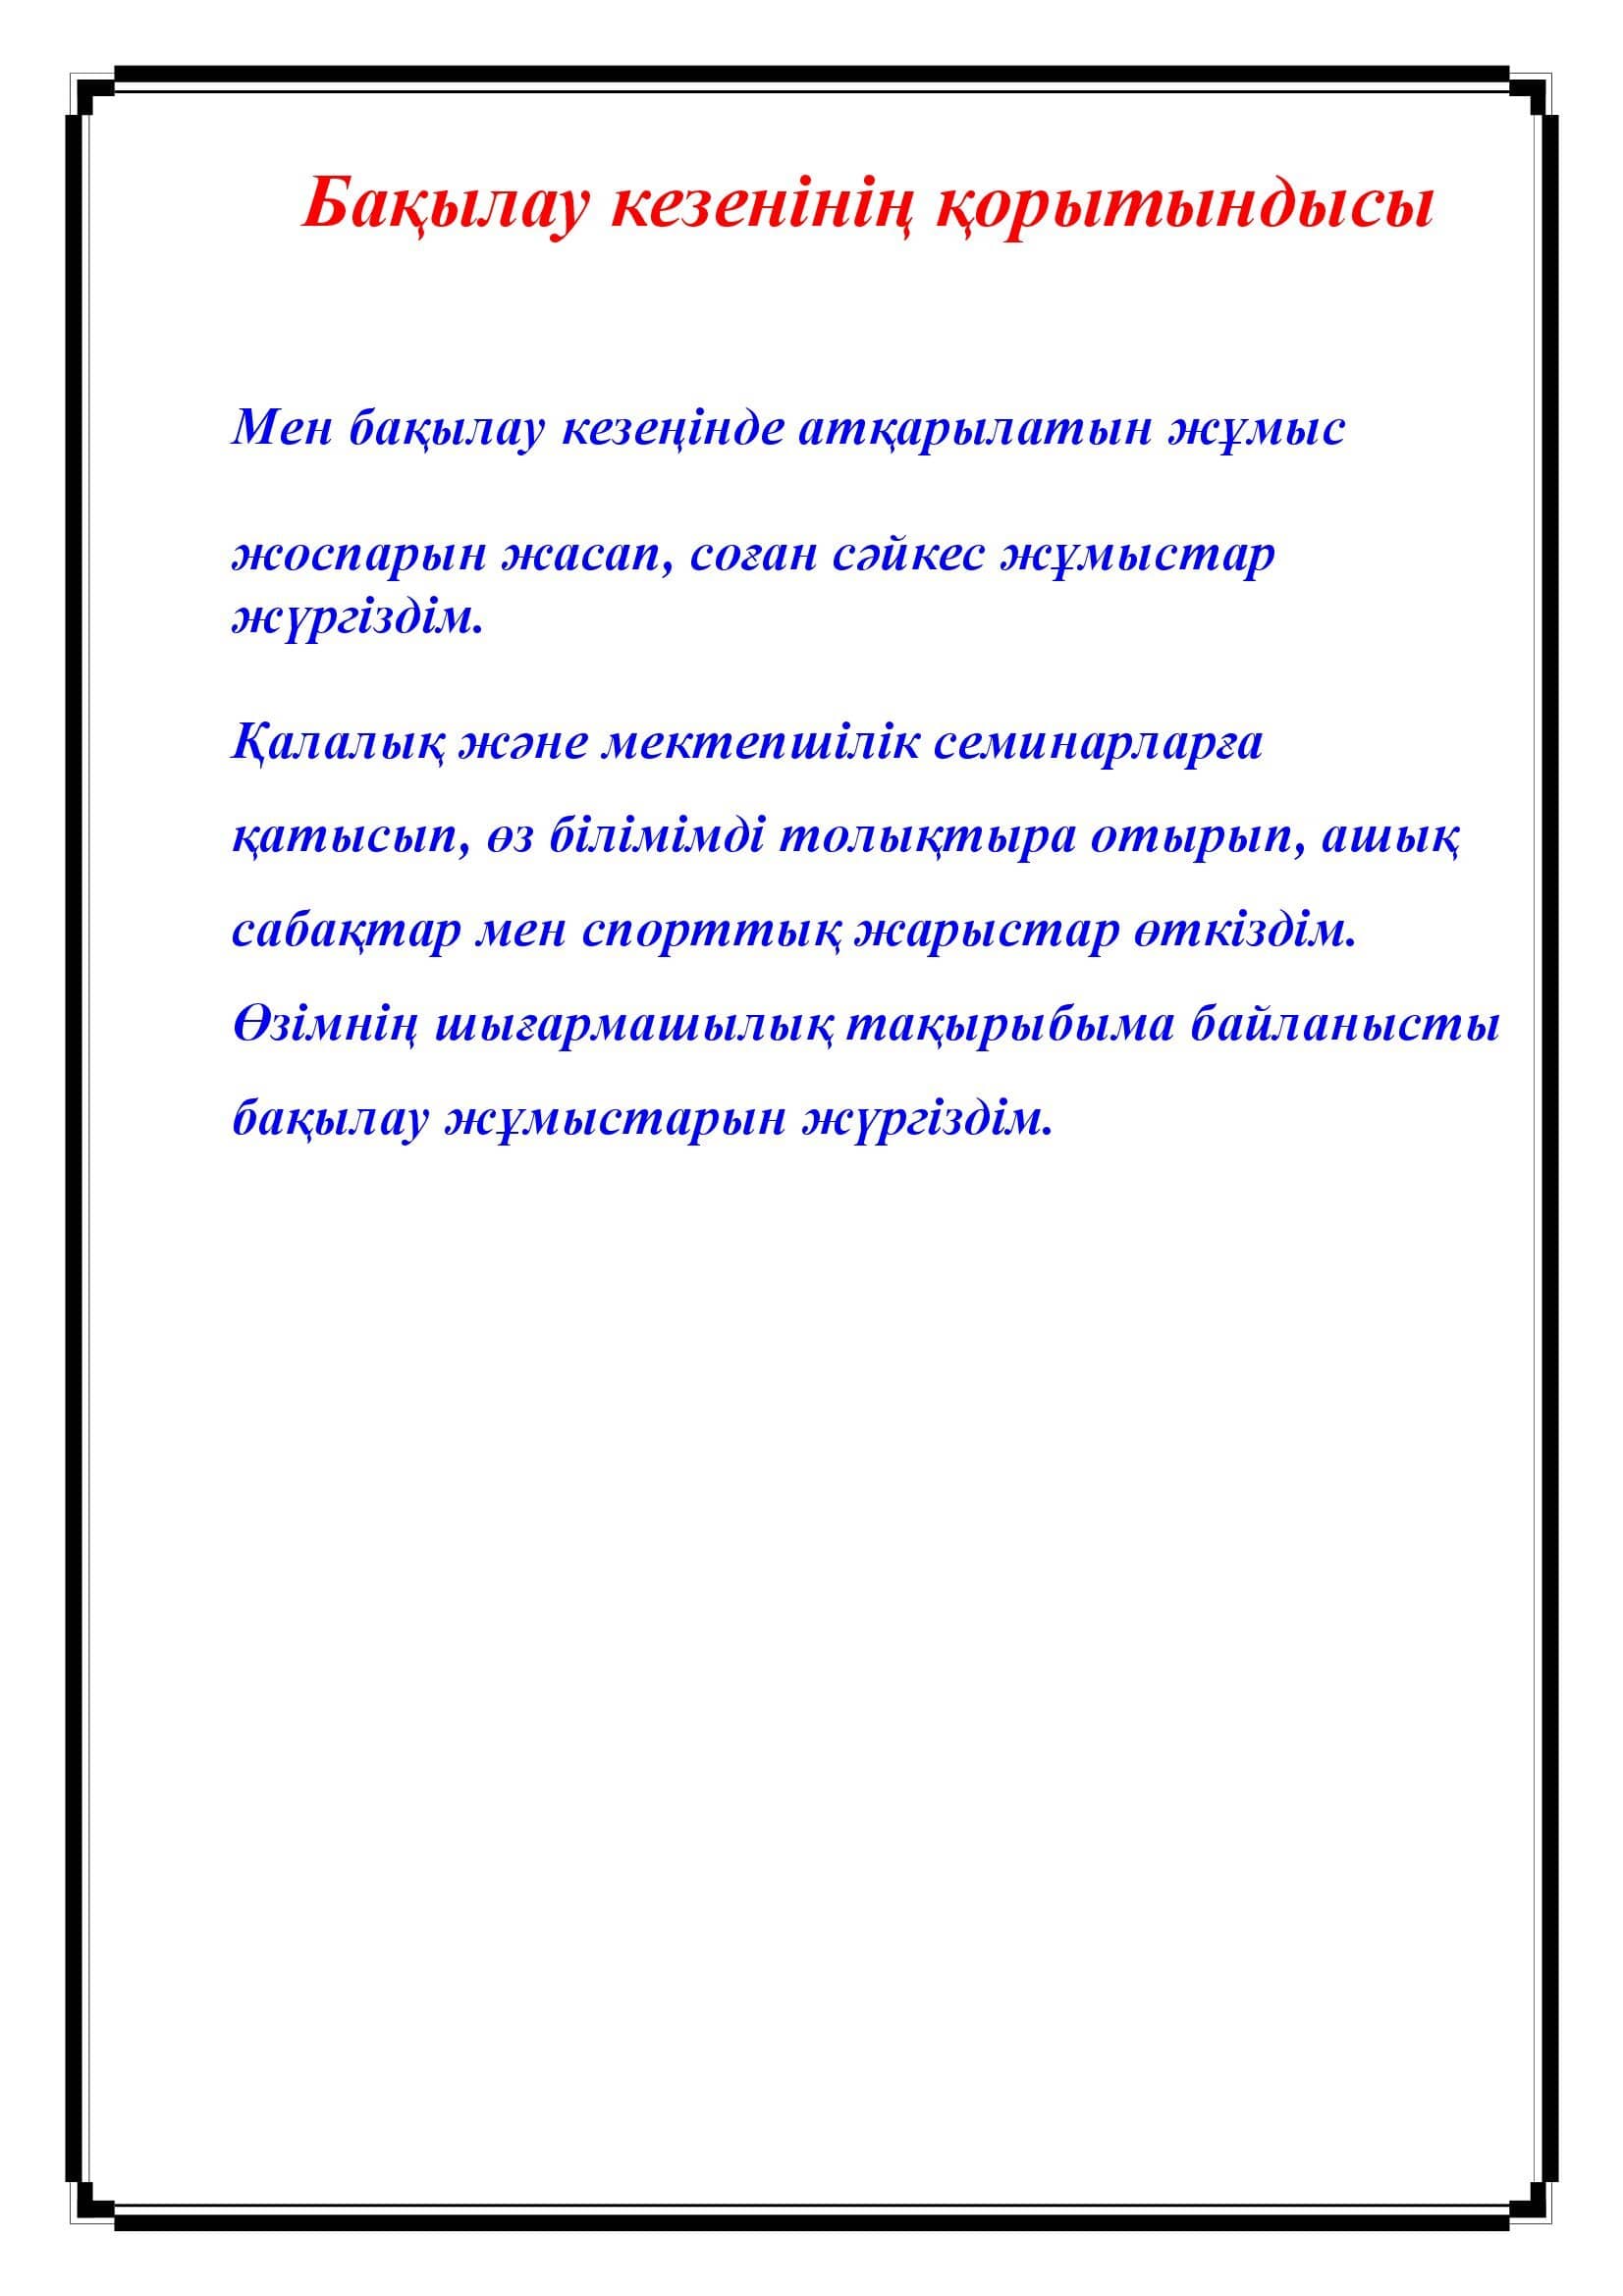 Бақылау кезенінің қорытындысы
Мен бақылау кезеңінде атқарылатын жұмыс
жоспарын жасап, соған сәйкес жұмыстар
жүргіздім.
Қалалық және мектепшілік семинарларға
қатысып, өз білімімді толықтыра отырып, ашық
сабақтар мен спорттық жарыстар өткіздім.
Өзімнің шығармашылық тақырыбыма байланысты
бақылау жұмыстарын жүргіздім.